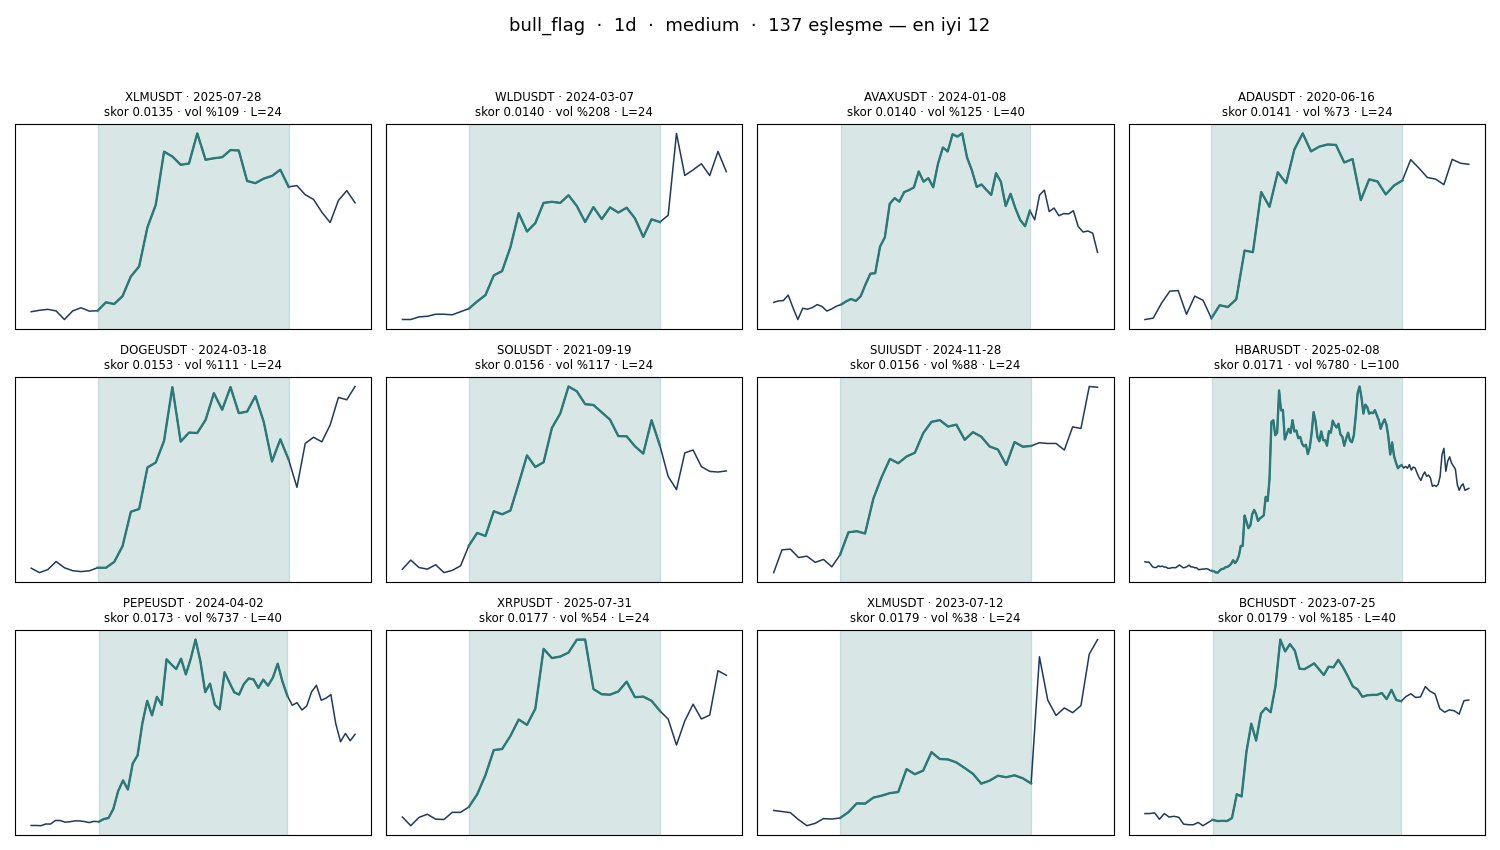 bull_flag · 1d · medium · 137 eşleşme — en iyi 12
XLMUSDT · 2025-07-28
skor 0.0135 · vol %109 · L=24
WLDUSDT · 2024-03-07
skor 0.0140 · vol %208 · L=24
AVAXUSDT · 2024-01-08
skor 0.0140 · vol %125 · L=40
ADAUSDT · 2020-06-16
skor 0.0141 · vol %73 · L=24
DOGEUSDT · 2024-03-18
skor 0.0153 · vol %111 · L=24
SOLUSDT · 2021-09-19
skor 0.0156 · vol %117 · L=24
SUIUSDT · 2024-11-28
skor 0.0156 · vol %88 · L=24
HBARUSDT · 2025-02-08
skor 0.0171 · vol %780 · L=100
PEPEUSDT · 2024-04-02
skor 0.0173 · vol %737 · L=40
XRPUSDT · 2025-07-31
skor 0.0177 · vol %54 · L=24
XLMUSDT · 2023-07-12
skor 0.0179 · vol %38 · L=24
BCHUSDT · 2023-07-25
skor 0.0179 · vol %185 · L=40